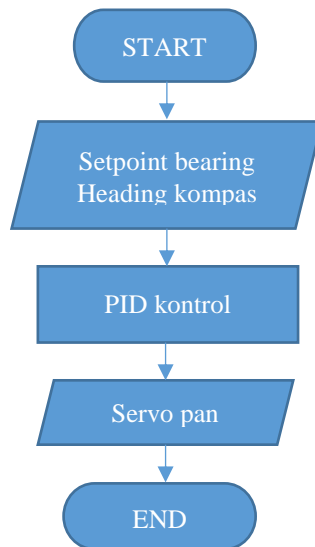 START
Setpoint bearing
Heading kompas
PID kontrol
Servo pan
END